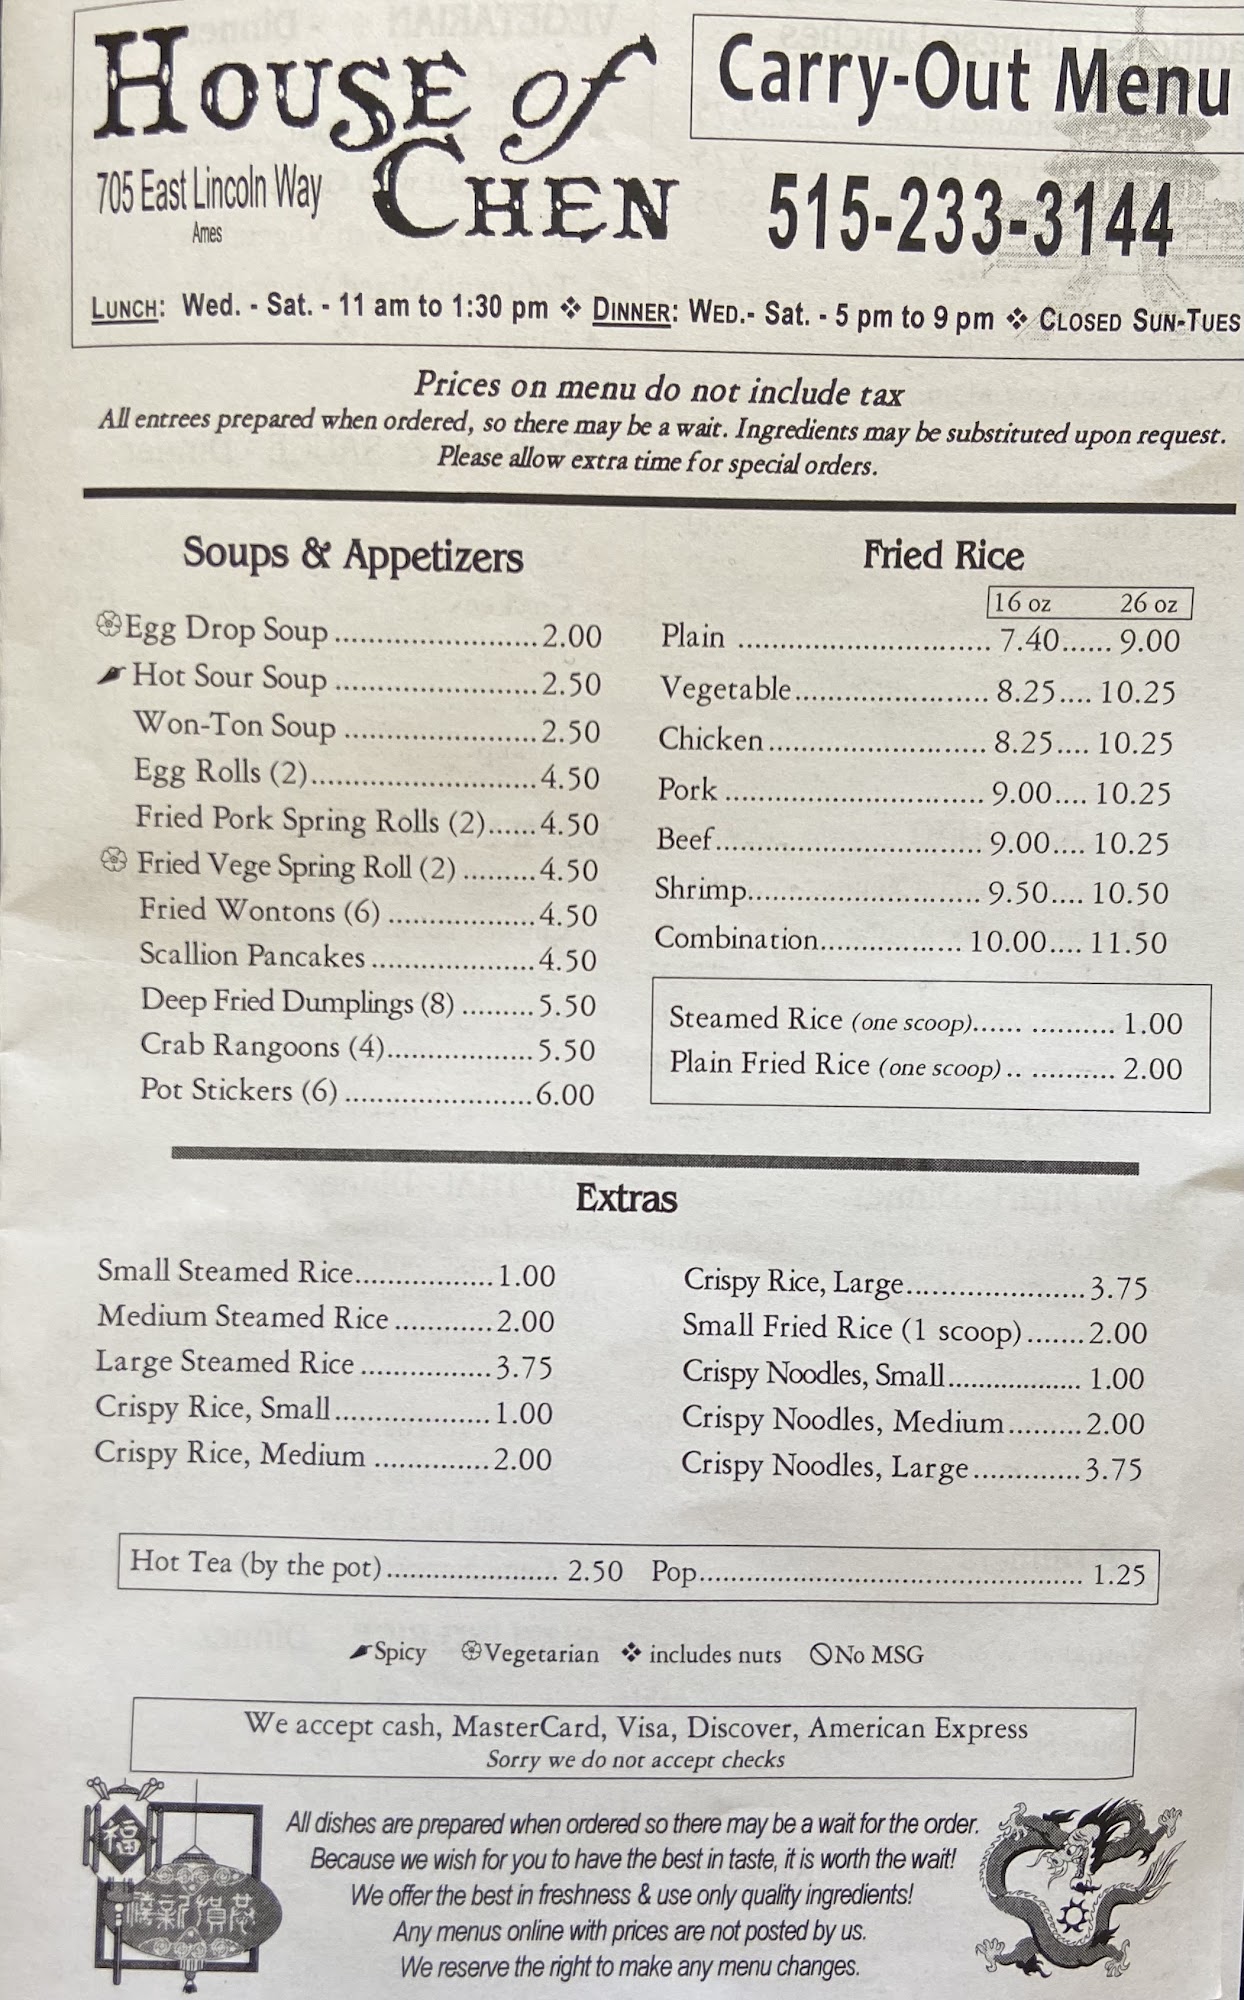 House of Chen
Carry-Out Menu
705 East Lincoln Way
Ames
515-233-3144
Lunch: Wed. - Sat. - 11 am to 1:30 pm ❖ Dinner: Wed.- Sat. - 5 pm to 9 pm ❖ Closed Sun-Tues
Prices on menu do not include tax
All entrees prepared when ordered, so there may be a wait. Ingredients may be substituted upon request.
Please allow extra time for special orders.
Soups & Appetizers
Egg Drop Soup.......................2.00
Hot Sour Soup.......................2.50
Won-Ton Soup......................2.50
Egg Rolls (2)..........................4.50
Fried Pork Spring Rolls (2)......4.50
Fried Vege Spring Roll (2).........4.50
Fried Wontons (6).................4.50
Scallion Pancakes...................4.50
Deep Fried Dumplings (8).........5.50
Crab Rangoons (4).................5.50
Pot Stickers (6)......................6.00
Fried Rice
16 oz 26 oz
Plain ............................. 7.40...... 9.00
Vegetable...................... 8.25.... 10.25
Chicken......................... 8.25.... 10.25
Pork.............................. 9.00.... 10.25
Beef............................... 9.00.... 10.25
Shrimp.......................... 9.50.... 10.50
Combination................ 10.00.... 11.50
Steamed Rice (one scoop)...... .......... 1.00
Plain Fried Rice (one scoop).. .......... 2.00
Extras
Small Steamed Rice................1.00
Medium Steamed Rice............2.00
Large Steamed Rice...............3.75
Crispy Rice, Small..................1.00
Crispy Rice, Medium..............2.00
Crispy Rice, Large.....................3.75
Small Fried Rice (1 scoop).......2.00
Crispy Noodles, Small................ 1.00
Crispy Noodles, Medium.........2.00
Crispy Noodles, Large.............3.75
Hot Tea (by the pot)..................... 2.50 Pop.................................................. 1.25
Spicy Vegetarian ❖ includes nuts No MSG
We accept cash, MasterCard, Visa, Discover, American Express
Sorry we do not accept checks
福
All dishes are prepared when ordered so there may be a wait for the order.
Because we wish for you to have the best in taste, it is worth the wait!
We offer the best in freshness & use only quality ingredients!
Any menus online with prices are not posted by us.
We reserve the right to make any menu changes.